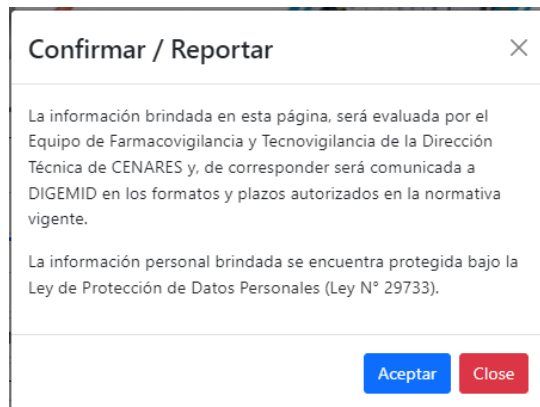 Confirmar / Reportar
La información brindada en esta página, será evaluada por el
Equipo de Farmacovigilancia y Tecnovigilancia de la Dirección
Técnica de CENARES y, de corresponder será comunicada a
DIGEMID en los formatos y plazos autorizados en la normativa
vigente.
La información personal brindada se encuentra protegida bajo la
Ley de Protección de Datos Personales (Ley N° 29733).
Aceptar Close